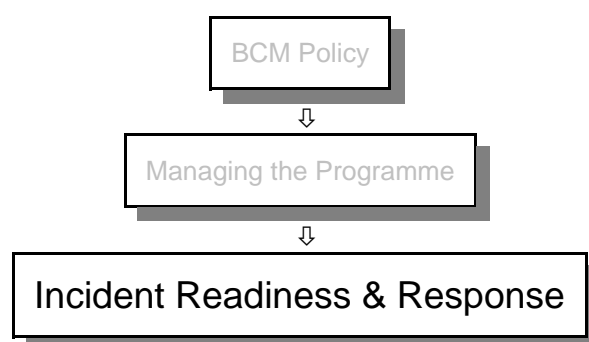 BCM Policy
Managing the Programme
Incident Readiness & Response